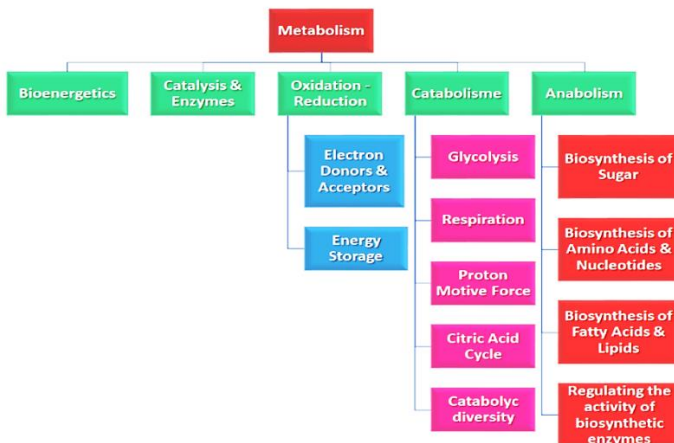 Metabolism
Bioenergetics
Catalysis &
Enzymes
Oxidation -
Reduction
Catabolisme
Anabolism
Electron
Donors &
Acceptors
Energy
Storage
Glycolysis
Respiration
Proton
Motive Force
Citric Acid
Cycle
Catabolyc
diversity
Biosynthesis of
Sugar
Biosynthesis of
Amino Acids &
Nucleotides
Biosynthesis of
Fatty Acids &
Lipids
Regulating the
activity of
biosynthetic
enzymes